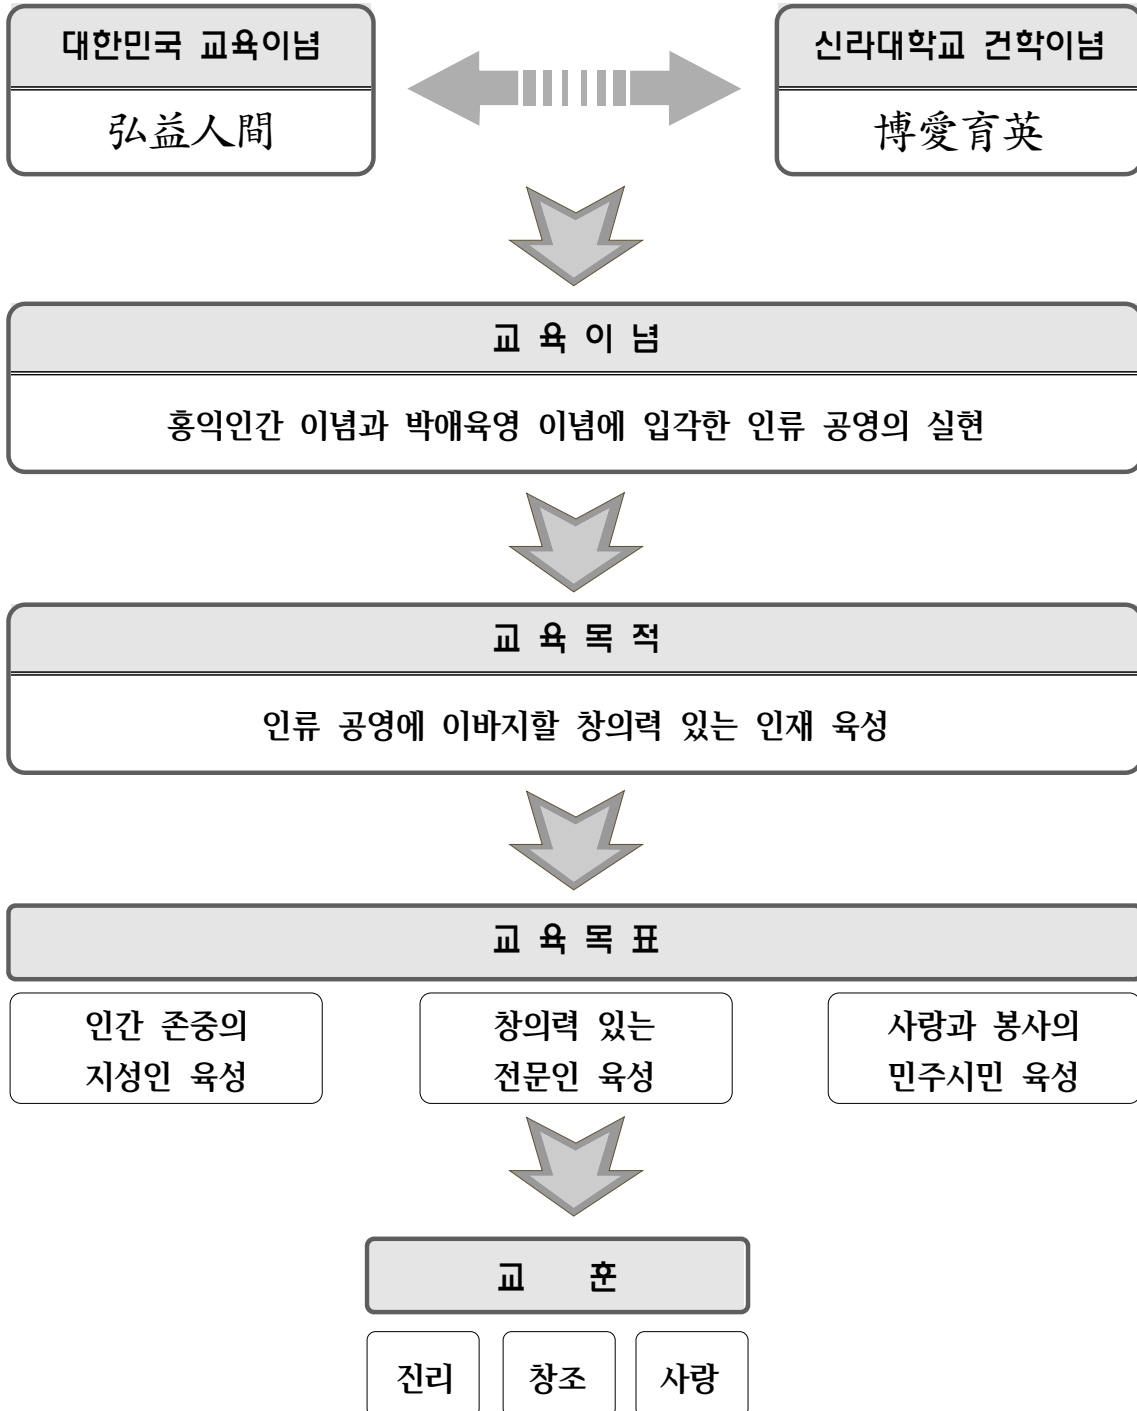 대한민국 교육이념
신라대학교 건학이념
弘益人間
博愛育英
교 육 이 념
홍익인간 이념과 박애육영 이념에 입각한 인류 공영의 실현
교 육 목 적
인류 공영에 이바지할 창의력 있는 인재 육성
교 육 목 표
인간 존중의
지성인 육성
창의력 있는
전문인 육성
사랑과 봉사의
민주시민 육성
교 훈
진리
창조
사랑